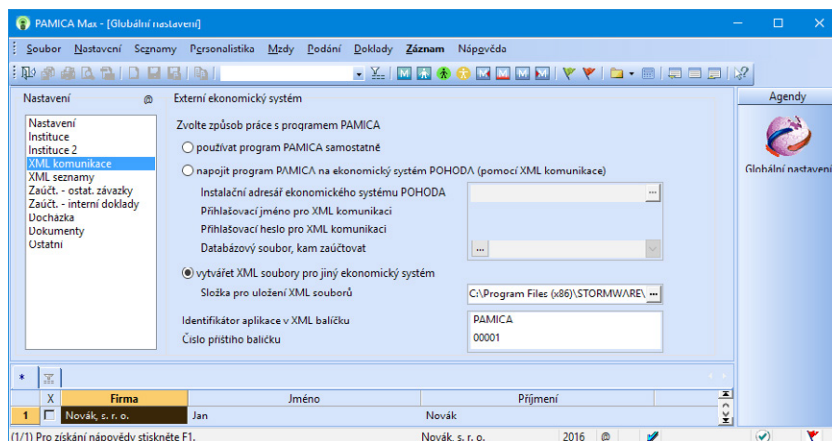 PAMICA Max - [Globální nastavení]
Soubor Nastavení Seznamy Personalistika Mzdy Podání Doklady Záznam Nápověda
Nastavení
Externí ekonomický systém
Agendy
Nastavení
Instituce
Instituce 2
XML komunikace
XML seznamy
Zaúčt. - ostat. závazky
Zaúčt. - interní doklady
Docházka
Dokumenty
Ostatní
Zvolte způsob práce s programem PAMICA
používat program PAMICA samostatně
napojit program PAMICA na ekonomický systém POHODA (pomocí XML komunikace)
Instalační adresář ekonomického systému POHODA
Přihlašovací jméno pro XML komunikaci
Přihlašovací heslo pro XML komunikaci
Databázový soubor, kam zaúčtovat
vytvářet XML soubory pro jiný ekonomický systém
Složka pro uložení XML souborů C:\Program Files (x86)\STORMWARE\
Identifikátor aplikace v XML balíčku PAMICA
Číslo příštího balíčku 00001
Globální nastavení
X Firma Jméno Příjmení
1 Novák, s. r. o. Jan Novák
(1/1) Pro získání nápovědy stiskněte F1. Novák, s. r. o. 2016 @